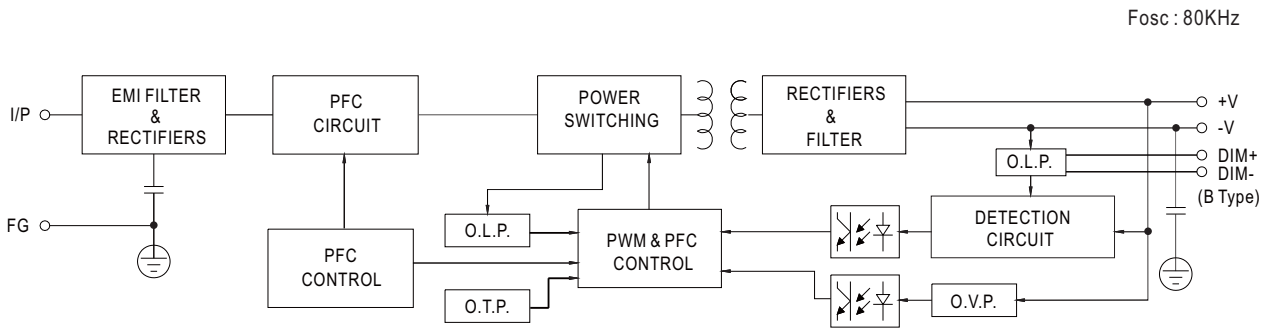 Fosc : 80KHz
I/P
EMI FILTER
&
RECTIFIERS
PFC
CIRCUIT
POWER
SWITCHING
RECTIFIERS
&
FILTER
+V
-V
DIM+
DIM-
(B Type)
O.L.P.
FG
PFC
CONTROL
O.L.P.
O.T.P.
PWM & PFC
CONTROL
DETECTION
CIRCUIT
O.V.P.